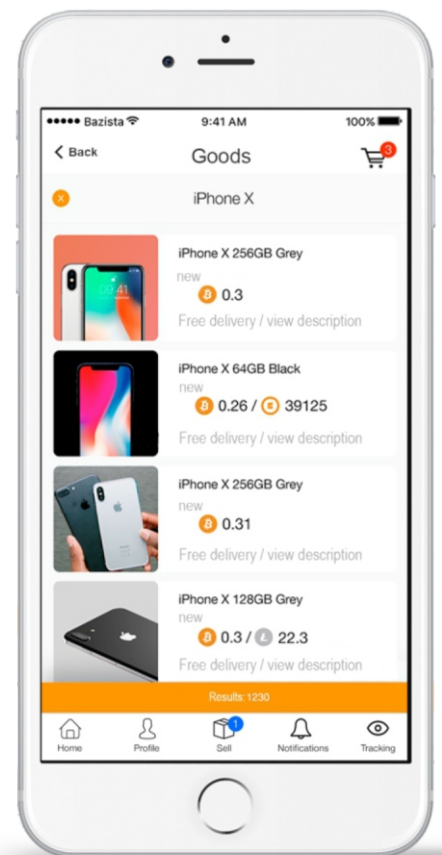 Bazista 9:41 AM 100%
Back Goods 3
X iPhone X
iPhone X 256GB Grey
new
0.3
Free delivery / view description
iPhone X 64GB Black
new
0.26 / 39125
Free delivery / view description
iPhone X 256GB Grey
new
0.31
Free delivery / view description
iPhone X 128GB Grey
new
0.3 / 22.3
Free delivery / view description
Results: 1230
1
Home Profile Sell Notifications Tracking